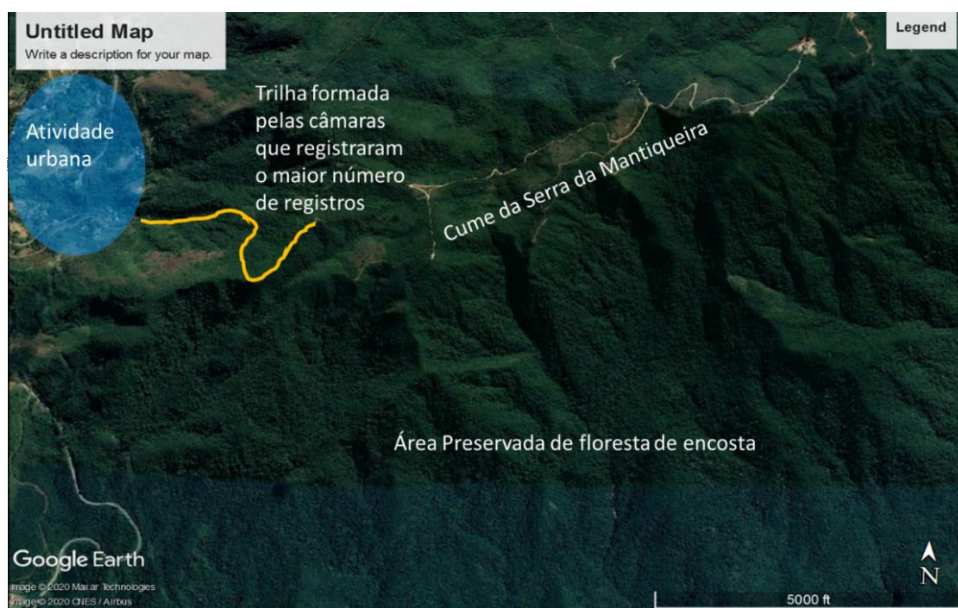 Untitled Map
Write a description for your map.
Legend
Atividade
urbana
Trilha formada
pelas câmaras
que registraram
o maior número
de registros
Cume da Serra da Mantiqueira
Área Preservada de floresta de encosta
Google Earth
Image © 2020 Maxar Technologies
Image © 2020 CNES / Airbus
N
5000 ft